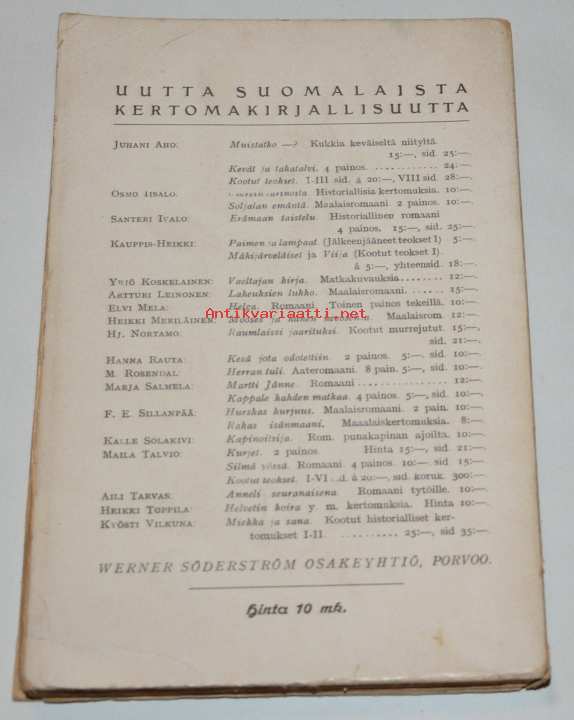 UUTTA SUOMALAISTA
KERTOMAKIRJALLISUUTTA
JUHANI AHO: Muistatko —? Kukkia keväiseltä niityltä
15:—, sid. 25:—
Kevät ja takatalvi. 4 painos. 24:—
Kootut teokset. I-III sid. à 20:—, VIII sid. 28:—
OSMO IISALO: Historiallisia kertomuksia. 10:—
Soljalan emäntä. Maalaisromaani 2 painos. 10:—
SANTERI IVALO: Erämaan taistelu. Historiallinen romaani
4 painos. 15:—, sid. 25:—
KAUPPIS-HEIKKI: Paimen ja lampaat (Jälkeenjääneet teokset I) 5:—
Mäkijärveläiset ja Viija (Kootut teokset I).
à 5:—, yhteensid. 18:—
YRJÖ KOSKELAINEN: Vaeltajan kirja. Matkakuvauksia 12:—
ARTTURI LEINONEN: Lakeuksien lukko. Maalaisromaani. 15:—
ELVI MELA: Helga. Romaani. Toinen painos tekeillä. 10:—
HEIKKI MERILÄINEN: Mooses ja hänen Maalaisrom. 12:—
HJ. NORTAMO: Raumlaissi jaarituksi. Kootut murrejutut. 15:—,
sid. 21:—
HANNA RAUTA: Kesä jota odotettiin. 2 painos. 5:—, sid. 10:—
M. ROSENDAL: Herran tuli. Aateromaani. 8 pain. 5:—, sid. 10:—
MARJA SALMELA: Martti Jänne. Romaani 12:—
Kappale kahden matkaa. 4 painos. 5:—, sid. 10:—
F. E. SILLANPÄÄ: Hurskas kurjuus. Maalaisromaani. 2 pain. 10:—
Rakas isänmaani. Maaalaiskertomuksia. 8:—
KALLE SOLAKIVI: Kapinoitsija. Rom. punakapinan ajoilta. 10:—
MAILA TALVIO: Kurjet. 2 painos. Hinta 15:—, sid. 21:—
Silmä yössä. Romaani. 4 painos. 10:— sid 15:—
Kootut teokset. I-VI sid. à 20:—, sid. koruk. 300:—
AILI TARVAS: Anneli seuranaisena. Romaani tytöille. 10:—
HEIKKI TOPPILA: Helvetin koira y. m. kertomuksia. Hinta 10:—
KYÖSTI VILKUNA: Miekka ja sana. Kootut historialliset ker-
tomukset I-II 25:—, sid 35:—
WERNER SÖDERSTRÖM OSAKEYHTIÖ, PORVOO.
Hinta 10 mk.
Antikvariaatti.net